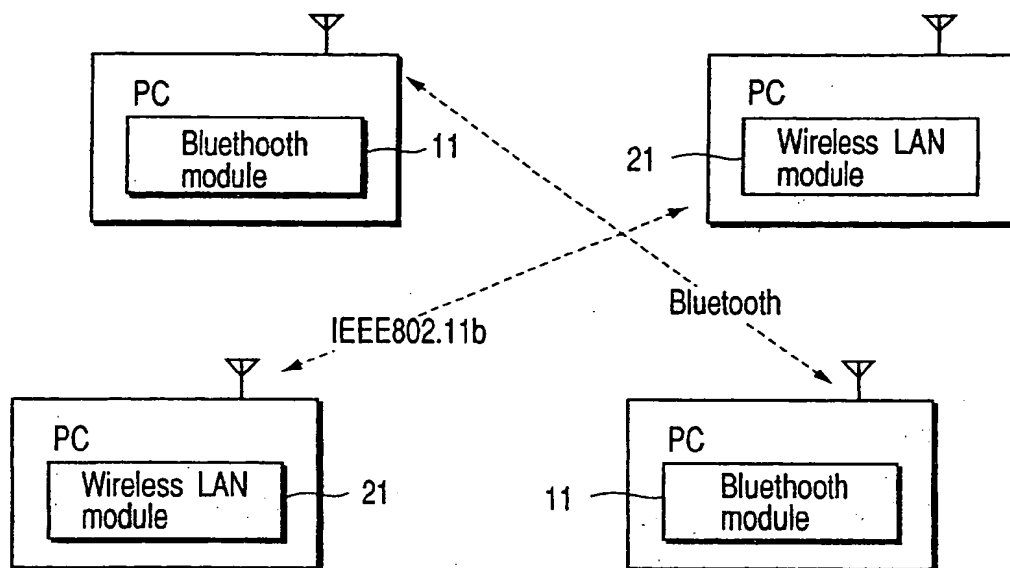 PC
Bluethooth
module
11
PC
Wireless LAN
module
21
IEEE802.11b
Bluetooth
PC
Wireless LAN
module
21
PC
Bluethooth
module
11